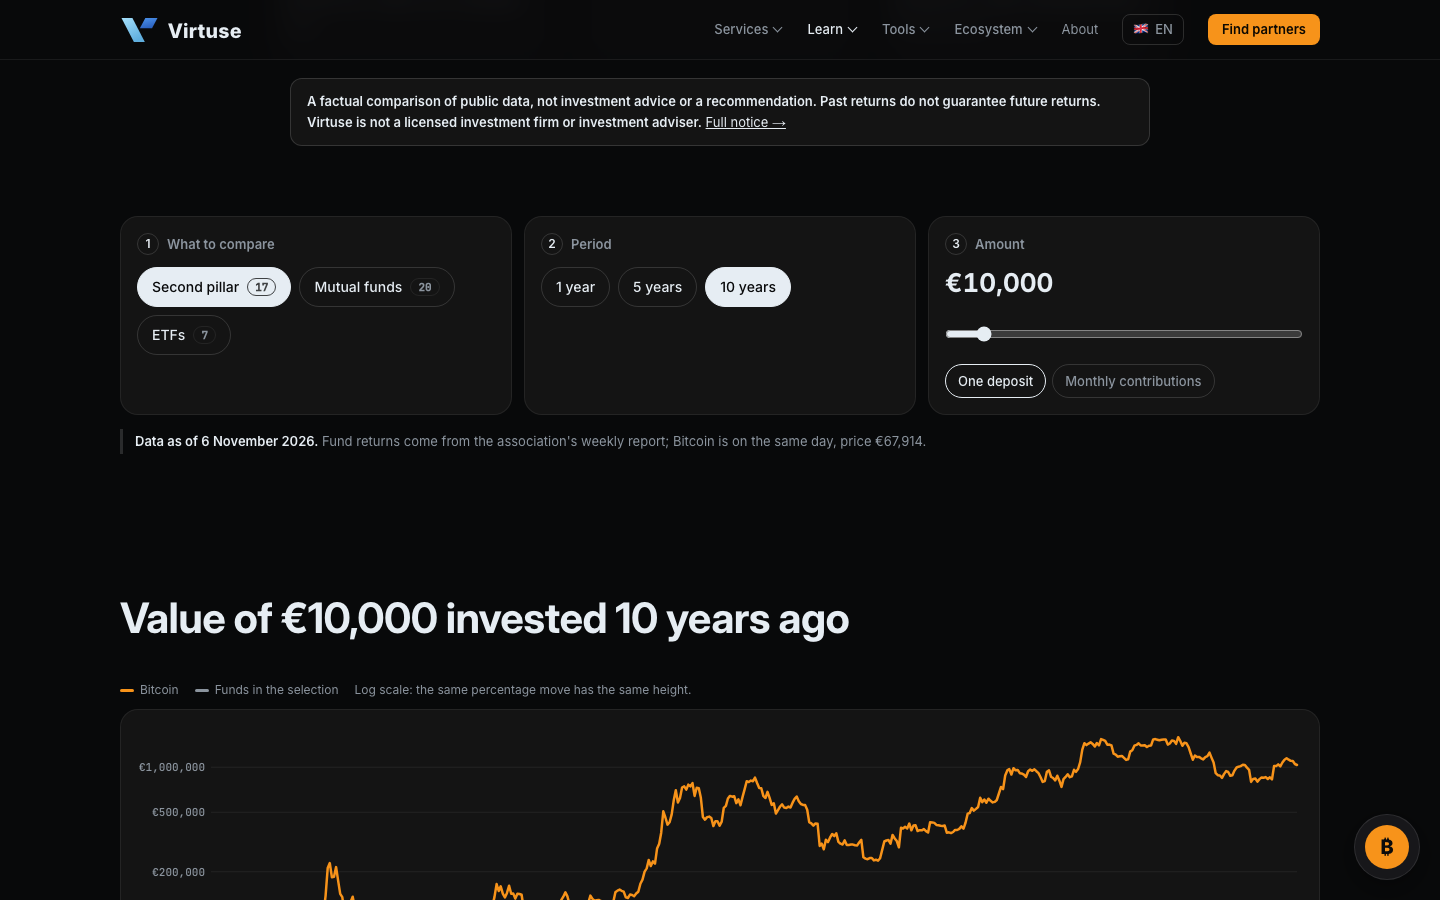 Virtuse
Services
Learn
Tools
Ecosystem
About
EN
Find partners
A factual comparison of public data, not investment advice or a recommendation. Past returns do not guarantee future returns.
Virtuse is not a licensed investment firm or investment adviser. Full notice →
1 What to compare
Second pillar 17
Mutual funds 20
ETFs 7
2 Period
1 year
5 years
10 years
3 Amount
€10,000
One deposit
Monthly contributions
Data as of 6 November 2026. Fund returns come from the association's weekly report; Bitcoin is on the same day, price €67,914.
Value of €10,000 invested 10 years ago
Bitcoin
Funds in the selection
Log scale: the same percentage move has the same height.
€1,000,000
€500,000
€200,000